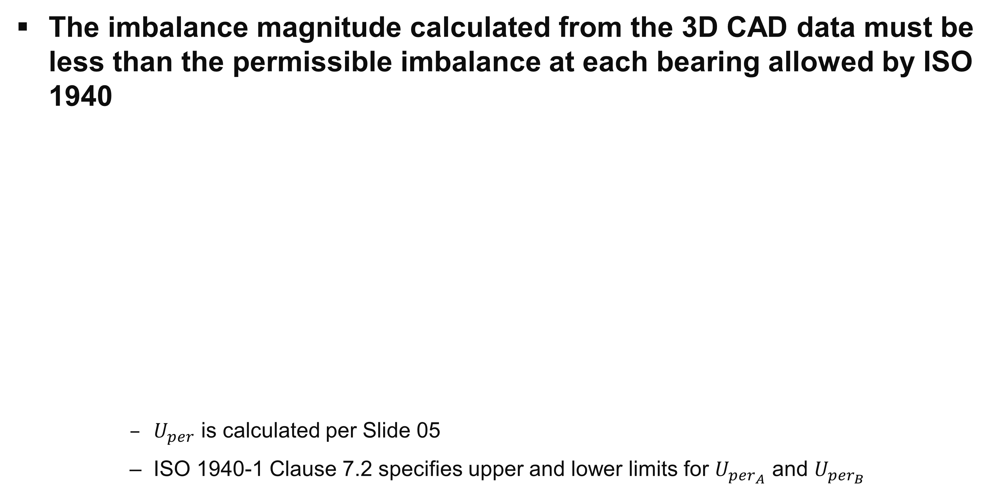 ▪ The imbalance magnitude calculated from the 3D CAD data must be
less than the permissible imbalance at each bearing allowed by ISO
1940
– U_per is calculated per Slide 05
– ISO 1940-1 Clause 7.2 specifies upper and lower limits for U_per_A and U_per_B